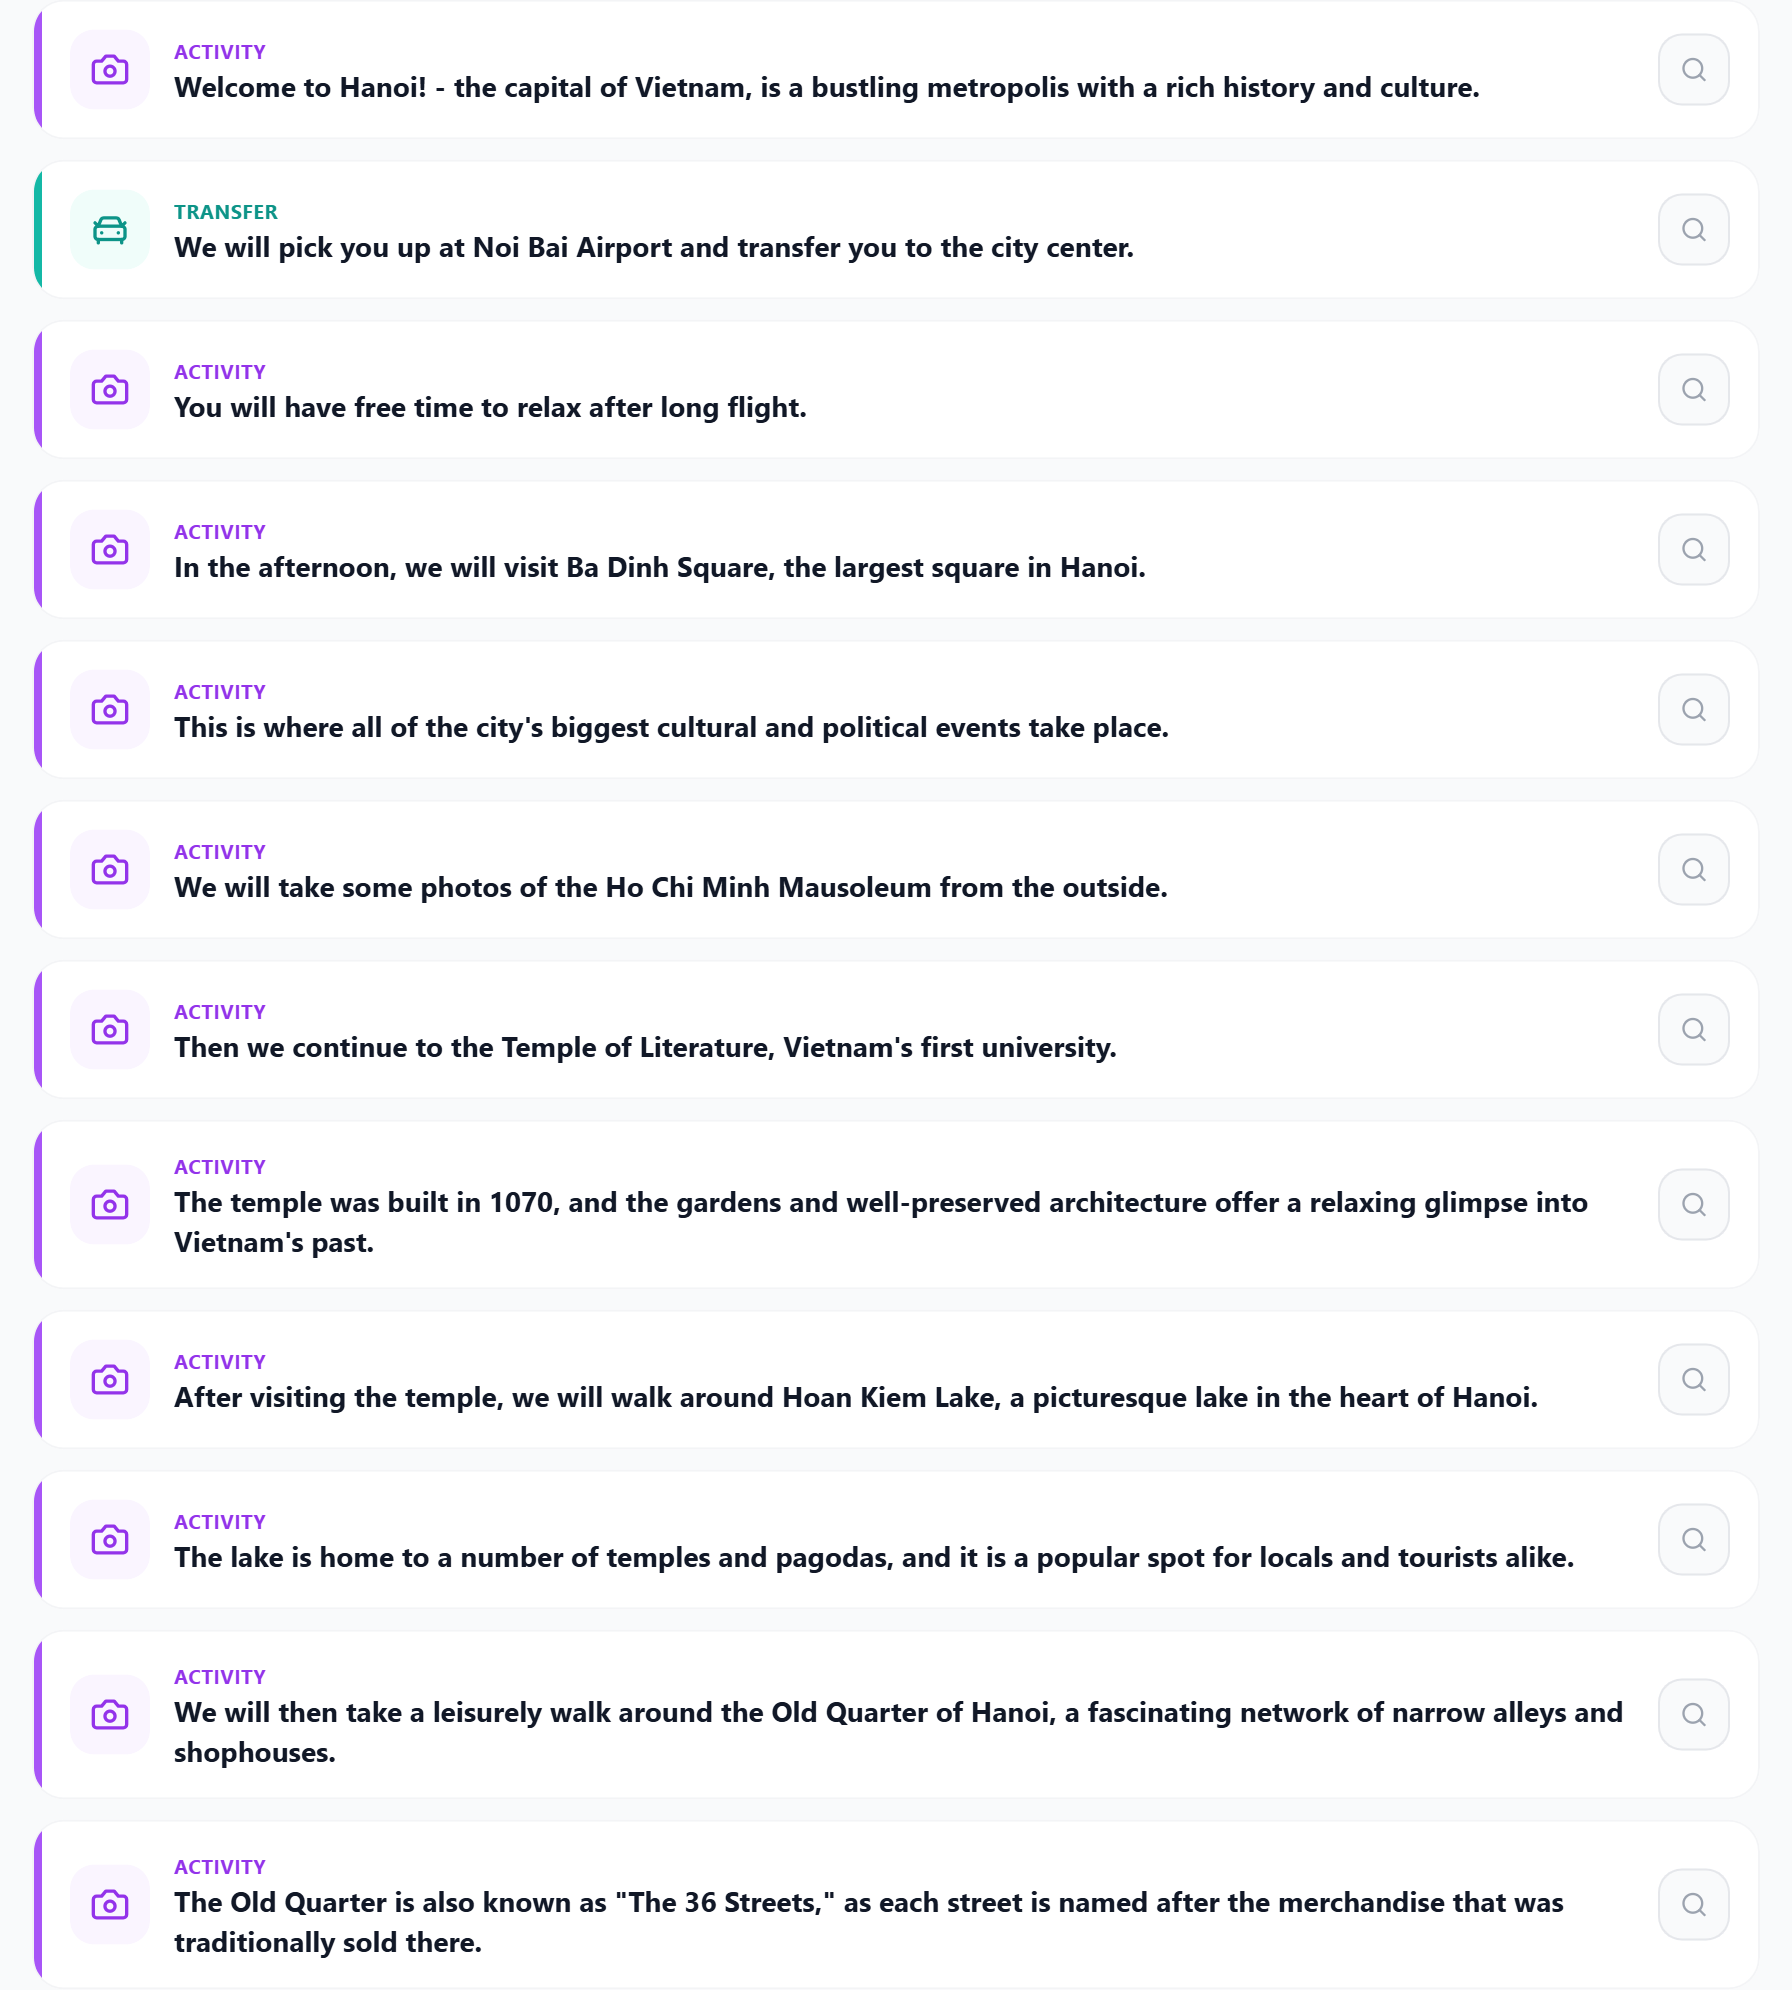 ACTIVITY
Welcome to Hanoi! - the capital of Vietnam, is a bustling metropolis with a rich history and culture.
TRANSFER
We will pick you up at Noi Bai Airport and transfer you to the city center.
ACTIVITY
You will have free time to relax after long flight.
ACTIVITY
In the afternoon, we will visit Ba Dinh Square, the largest square in Hanoi.
ACTIVITY
This is where all of the city's biggest cultural and political events take place.
ACTIVITY
We will take some photos of the Ho Chi Minh Mausoleum from the outside.
ACTIVITY
Then we continue to the Temple of Literature, Vietnam's first university.
ACTIVITY
The temple was built in 1070, and the gardens and well-preserved architecture offer a relaxing glimpse into
Vietnam's past.
ACTIVITY
After visiting the temple, we will walk around Hoan Kiem Lake, a picturesque lake in the heart of Hanoi.
ACTIVITY
The lake is home to a number of temples and pagodas, and it is a popular spot for locals and tourists alike.
ACTIVITY
We will then take a leisurely walk around the Old Quarter of Hanoi, a fascinating network of narrow alleys and
shophouses.
ACTIVITY
The Old Quarter is also known as "The 36 Streets," as each street is named after the merchandise that was
traditionally sold there.